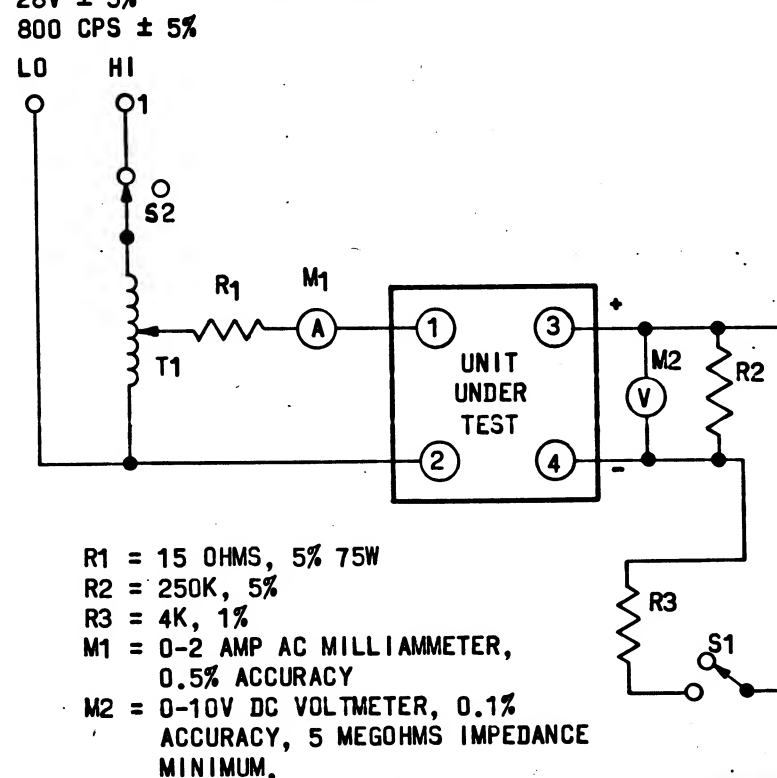 28V ± 5%
800 CPS ± 5%
LO HI
1
S2
R1 M1
A
T1
1 3 +
UNIT
UNDER
TEST
M2
V
R2
2 4 -
R1 = 15 OHMS, 5% 75W
R2 = 250K, 5%
R3 = 4K, 1%
M1 = 0-2 AMP AC MILLIAMMETER,
0.5% ACCURACY
M2 = 0-10V DC VOLTMETER, 0.1%
ACCURACY, 5 MEGOHMS IMPEDANCE
MINIMUM.
R3
S1